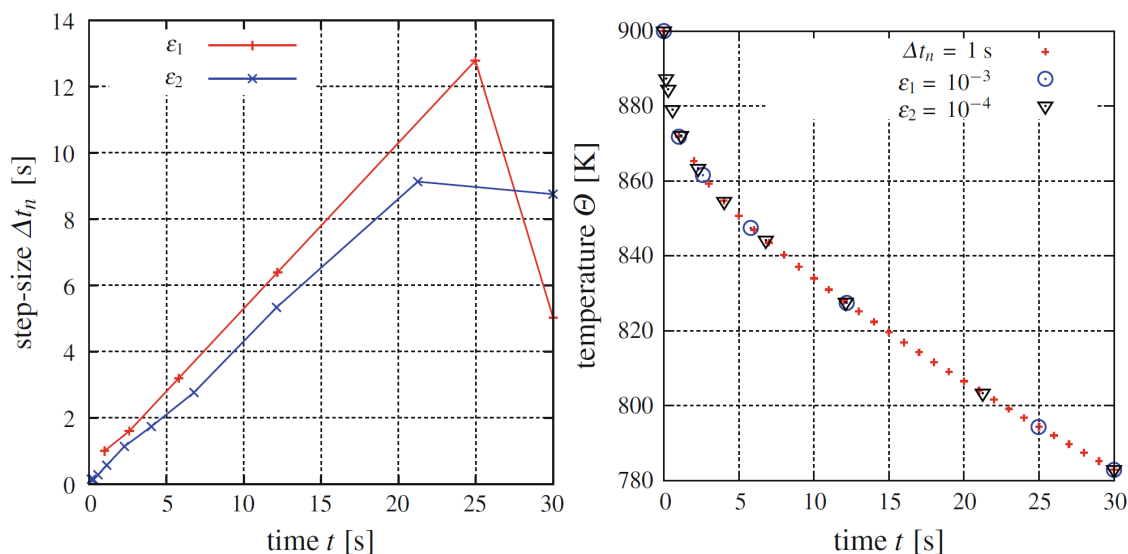 14
12
10
8
6
4
2
0
step-size Δtₙ [s]
ε₁
ε₂
0 5 10 15 20 25 30
time t [s]
900
880
860
840
820
800
780
temperature Θ [K]
Δtₙ = 1 s
ε₁ = 10⁻³
ε₂ = 10⁻⁴
0 5 10 15 20 25 30
time t [s]